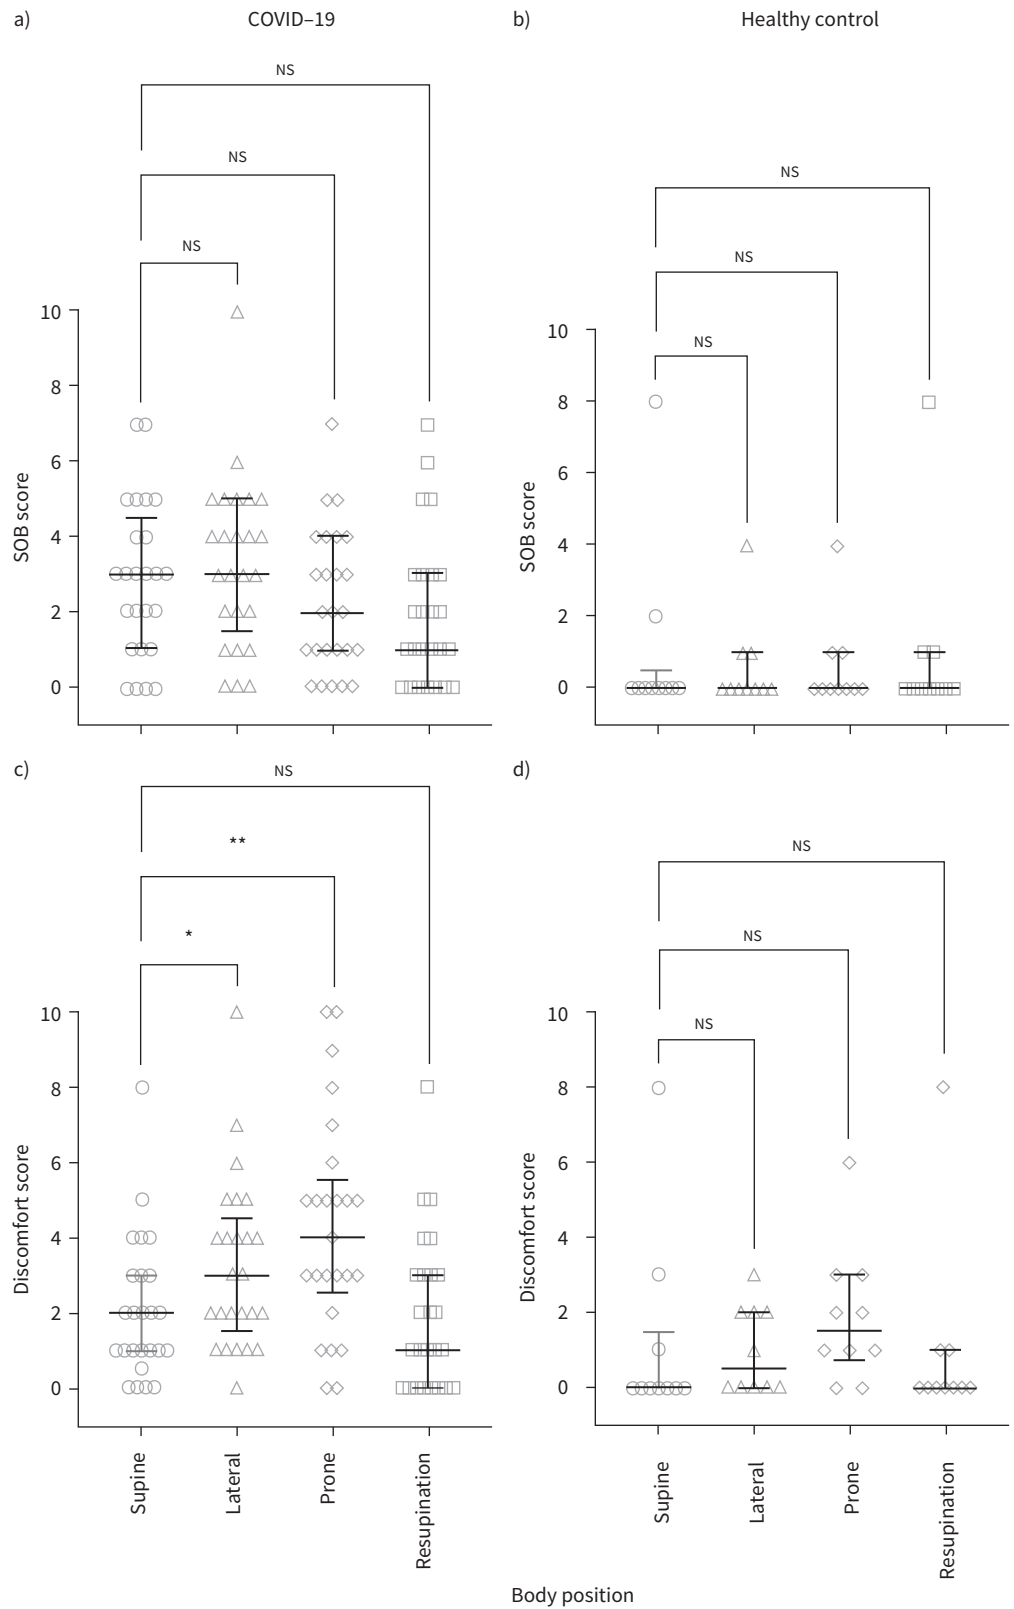 a) COVID–19
b) Healthy control
NS
NS
NS
10
8
6
4
2
0
SOB score
NS
NS
NS
10
8
6
4
2
0
SOB score
c)
NS
**
*
10
8
6
4
2
0
Discomfort score
Supine
Lateral
Prone
Resupination
d)
NS
NS
NS
10
8
6
4
2
0
Discomfort score
Supine
Lateral
Prone
Resupination
Body position